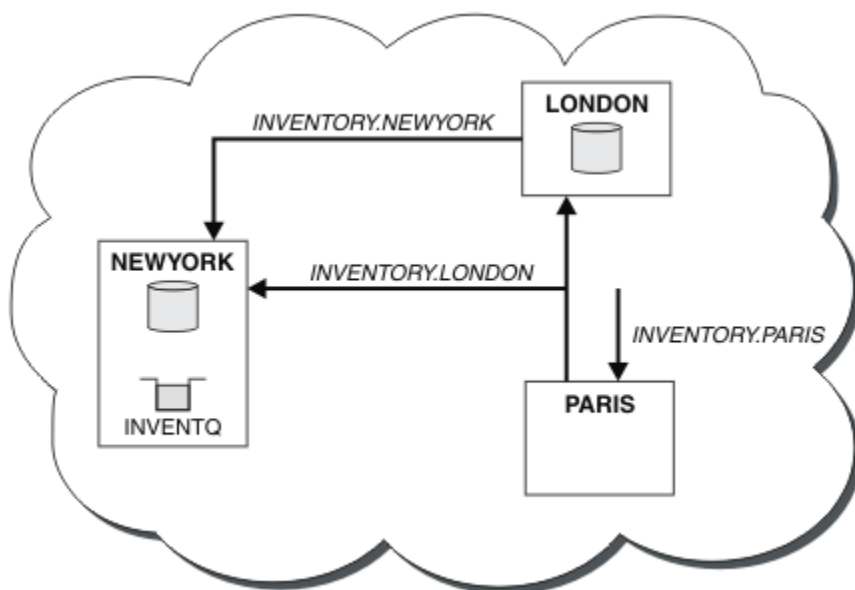 LONDON
INVENTORY.NEWYORK
NEWYORK
INVENTORY.LONDON
INVENTORY.PARIS
PARIS
INVENTQ